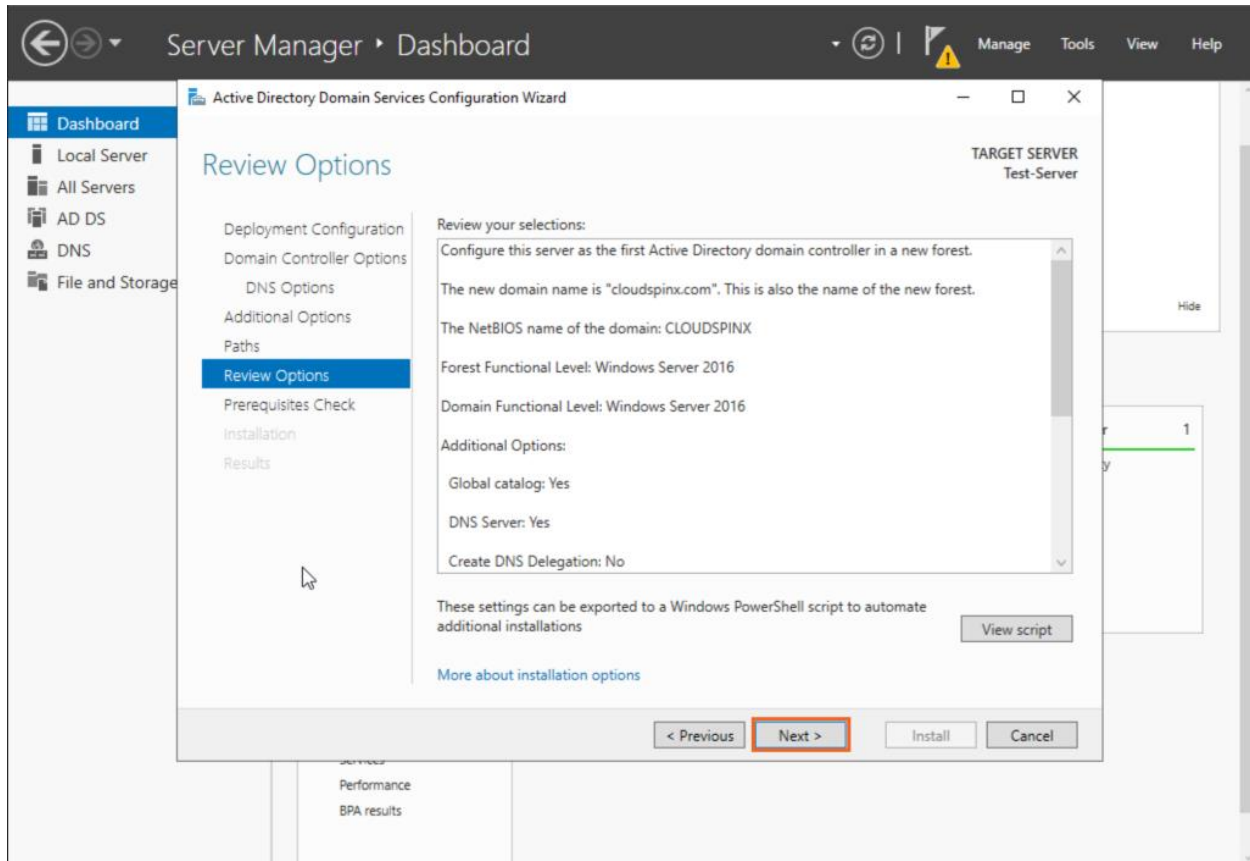 Server Manager ‣ Dashboard
Manage
Tools
View
Help
Dashboard
Local Server
All Servers
AD DS
DNS
File and Storage
Active Directory Domain Services Configuration Wizard
Review Options
TARGET SERVER
Test-Server
Deployment Configuration
Domain Controller Options
DNS Options
Additional Options
Paths
Review Options
Prerequisites Check
Installation
Results
Review your selections:
Configure this server as the first Active Directory domain controller in a new forest.
The new domain name is "cloudspinx.com". This is also the name of the new forest.
The NetBIOS name of the domain: CLOUDSPINX
Forest Functional Level: Windows Server 2016
Domain Functional Level: Windows Server 2016
Additional Options:
Global catalog: Yes
DNS Server: Yes
Create DNS Delegation: No
These settings can be exported to a Windows PowerShell script to automate
additional installations
View script
More about installation options
< Previous
Next >
Install
Cancel
Hide
r 1
y
Performance
BPA results